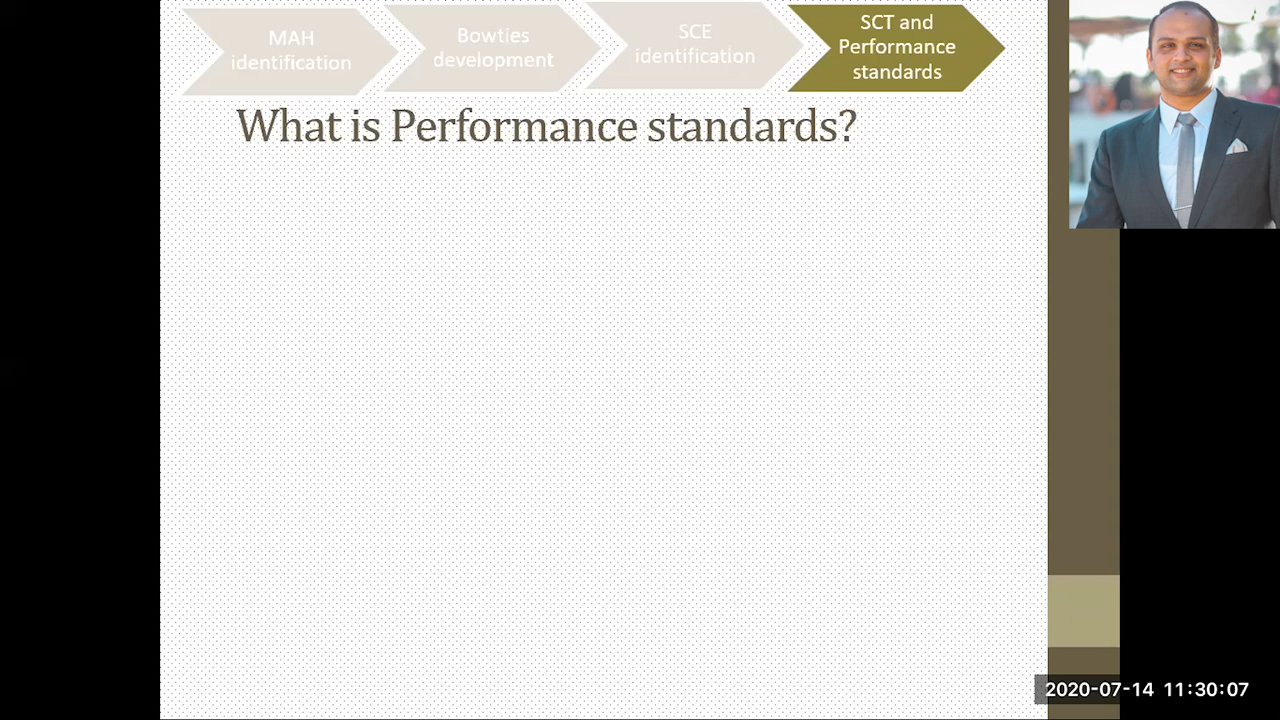 MAH
identification
Bowties
development
SCE
identification
SCT and
Performance
standards
What is Performance standards?
2020-07-14 11:30:07